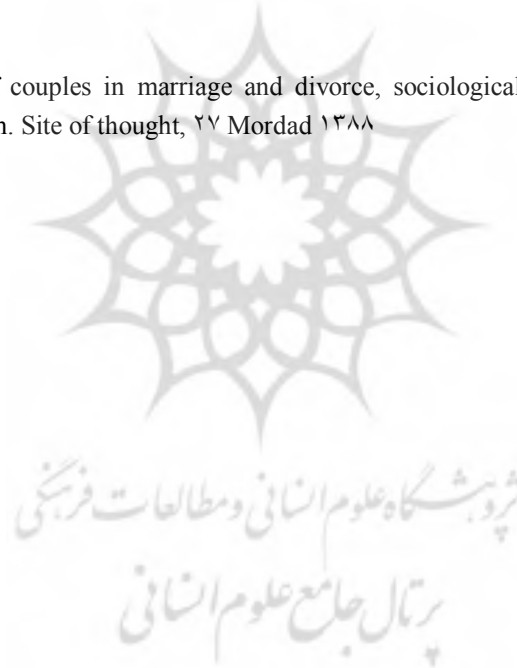 couples in marriage and divorce, sociological
Site of thought, ۲۷ Mordad ۱۳۸۸
پژوهشگاه علوم انسانی و مطالعات فرهنگی
پرتال جامع علوم انسانی